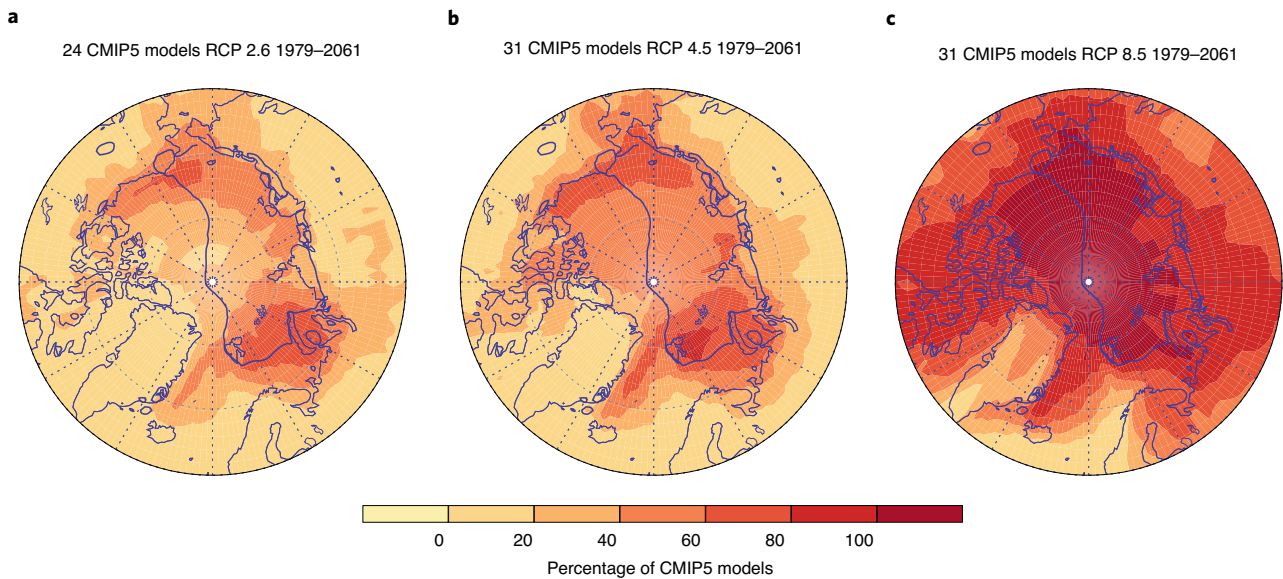 a
24 CMIP5 models RCP 2.6 1979–2061
b
31 CMIP5 models RCP 4.5 1979–2061
c
31 CMIP5 models RCP 8.5 1979–2061
0 20 40 60 80 100
Percentage of CMIP5 models